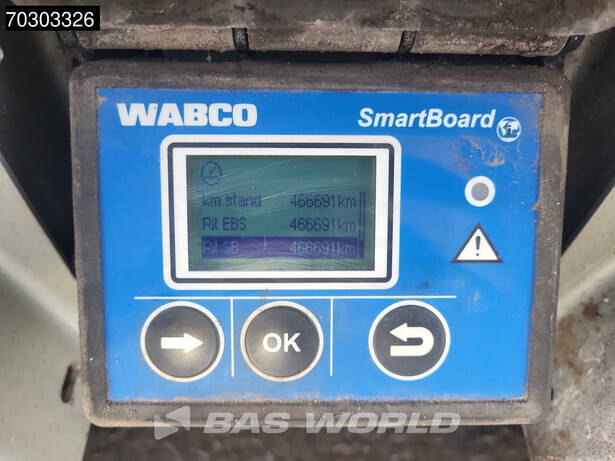 70303326
WABCO
SmartBoard
km stand 466691km
Rit EBS 466691km
Rit SB 466691km
OK
BAS WORLD